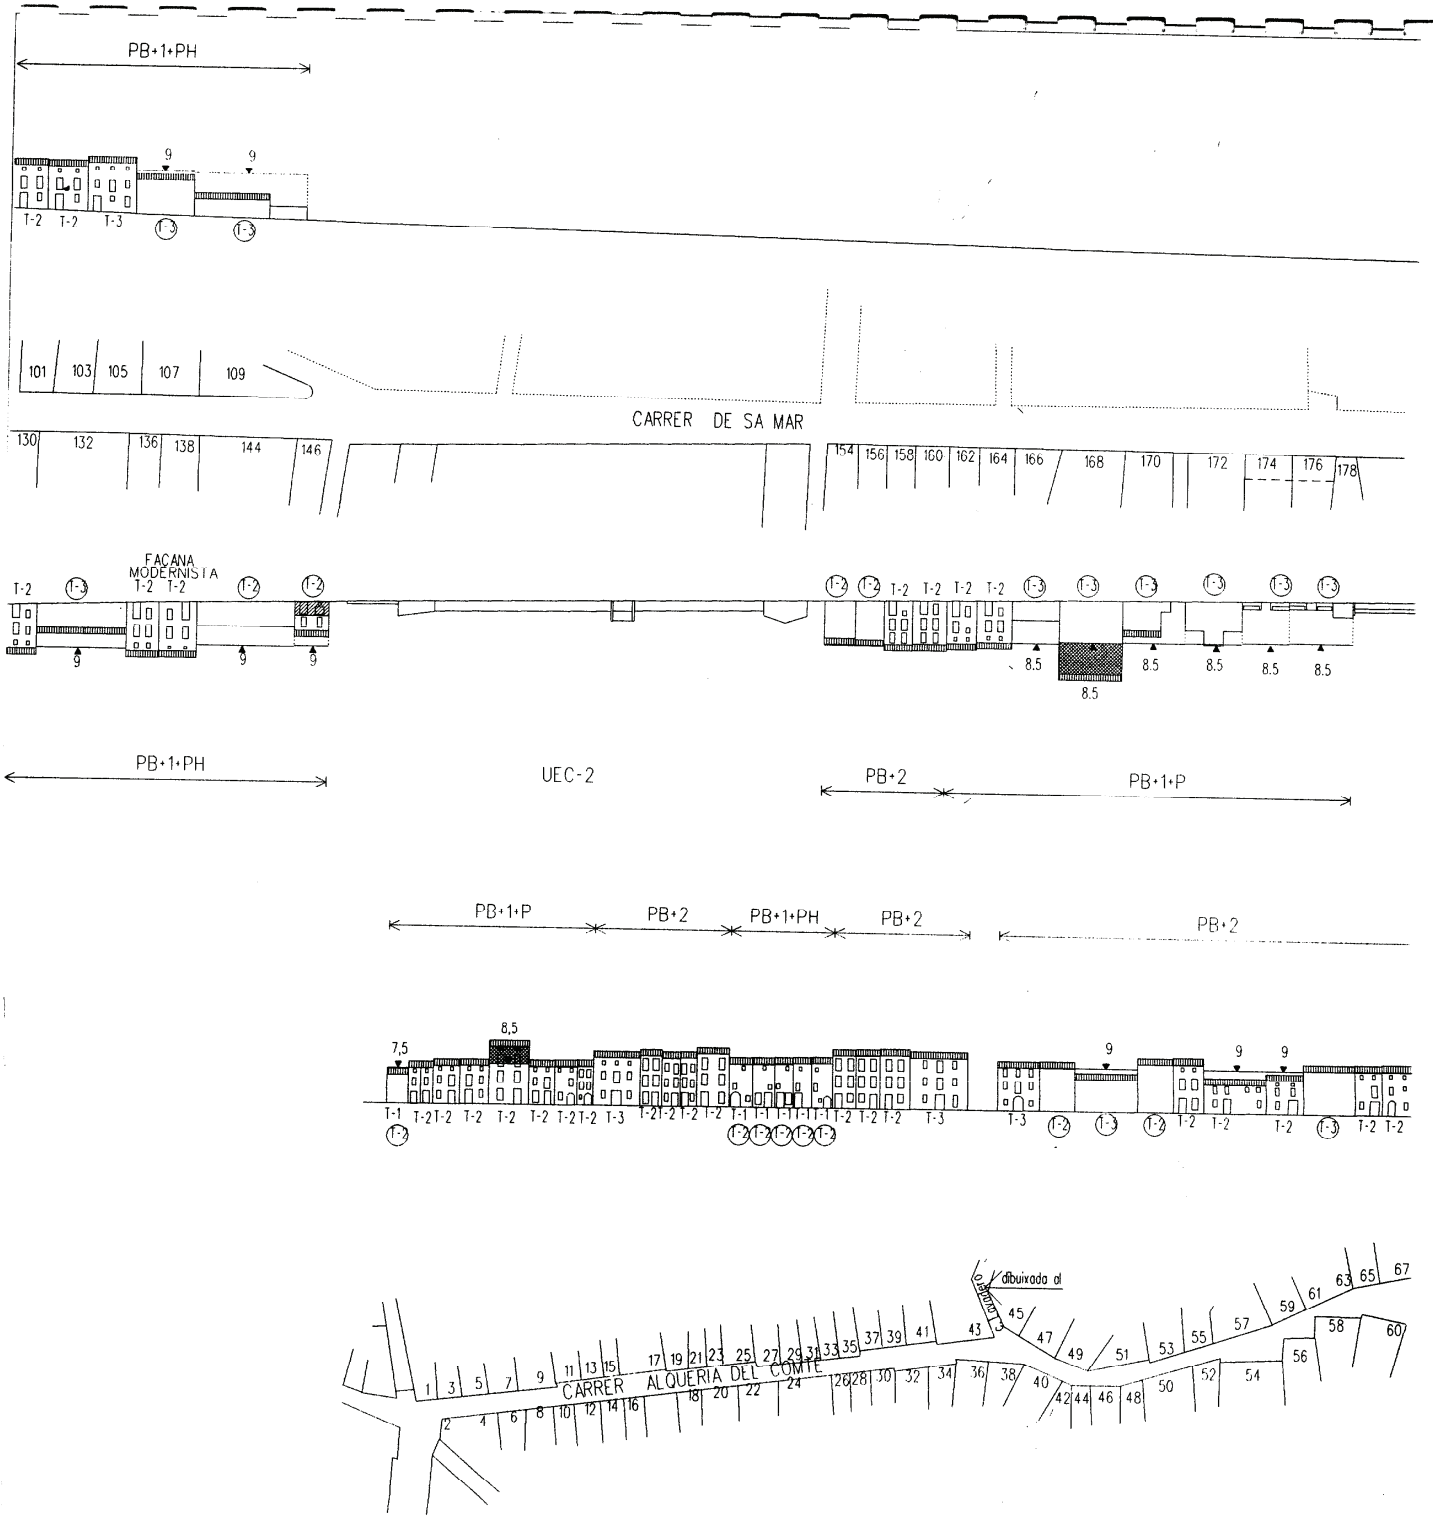 PB+1+PH
9 9
T-2 T-2 T-3 T-3 T-3
101 103 105 107 109
CARRER DE SA MAR
130 132 136 138 144 146 154 156 158 160 162 164 166 168 170 172 174 176 178
FAÇANA
MODERNISTA
T-2 T-3 T-2 T-2 T-2 T-2 T-2 T-2 T-2 T-2 T-2 T-2 T-3 T-3 T-3 T-3 T-3 T-3
9 9 9 8.5 8.5 8.5 8.5 8.5
8.5
PB+1+PH UEC-2 PB+2 PB+1+P
PB+1+P PB+2 PB+1+PH PB+2 PB+2
7,5 8,5 9 9 9
T-1 T-2 T-2 T-2 T-2 T-2 T-2 T-2 T-3 T-2 T-2 T-2 T-2 T-1 T-1 T-1 T-1 T-1 T-2 T-2 T-2 T-3 T-3 T-2 T-3 T-2 T-2 T-2 T-2 T-3 T-2 T-2
T-2 T-2 T-2 T-2 T-2 T-2
dibuixada al
1 3 5 7 9 11 13 15 17 19 21 23 25 27 29 31 33 35 37 39 41 43 45 47 49 51 53 55 57 59 61 63 65 67
CARRER ALQUERIA DEL COMTE
2 4 6 8 10 12 14 16 18 20 22 24 26 28 30 32 34 36 38 40 42 44 46 48 50 52 54 56 58 60